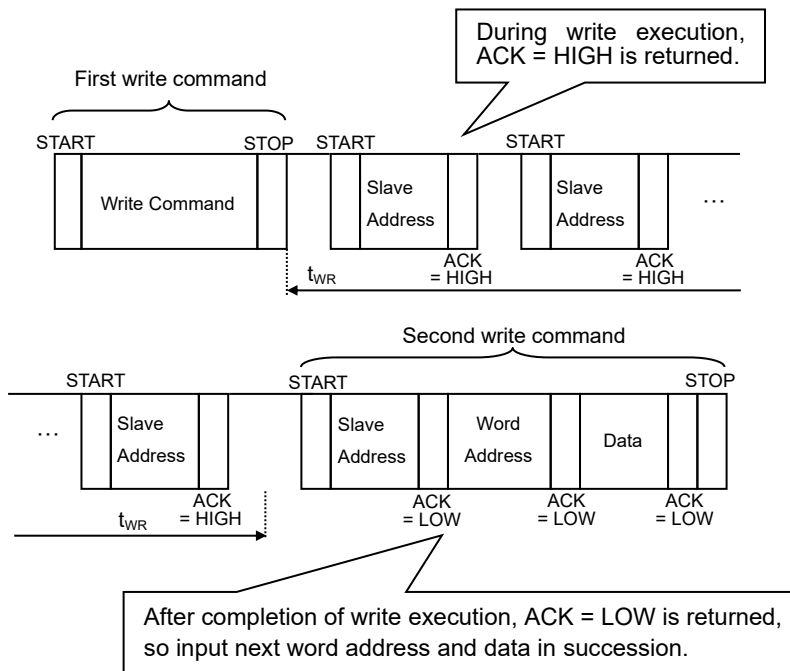 During write execution,
ACK = HIGH is returned.
First write command
START STOP START START
Write Command
Slave
Address
Slave
Address
…
ACK
= HIGH
ACK
= HIGH
tWR
Second write command
START START STOP
…
Slave
Address
Slave
Address
Word
Address
Data
ACK
= HIGH
ACK
= LOW
ACK
= LOW
ACK
= LOW
tWR
After completion of write execution, ACK = LOW is returned,
so input next word address and data in succession.